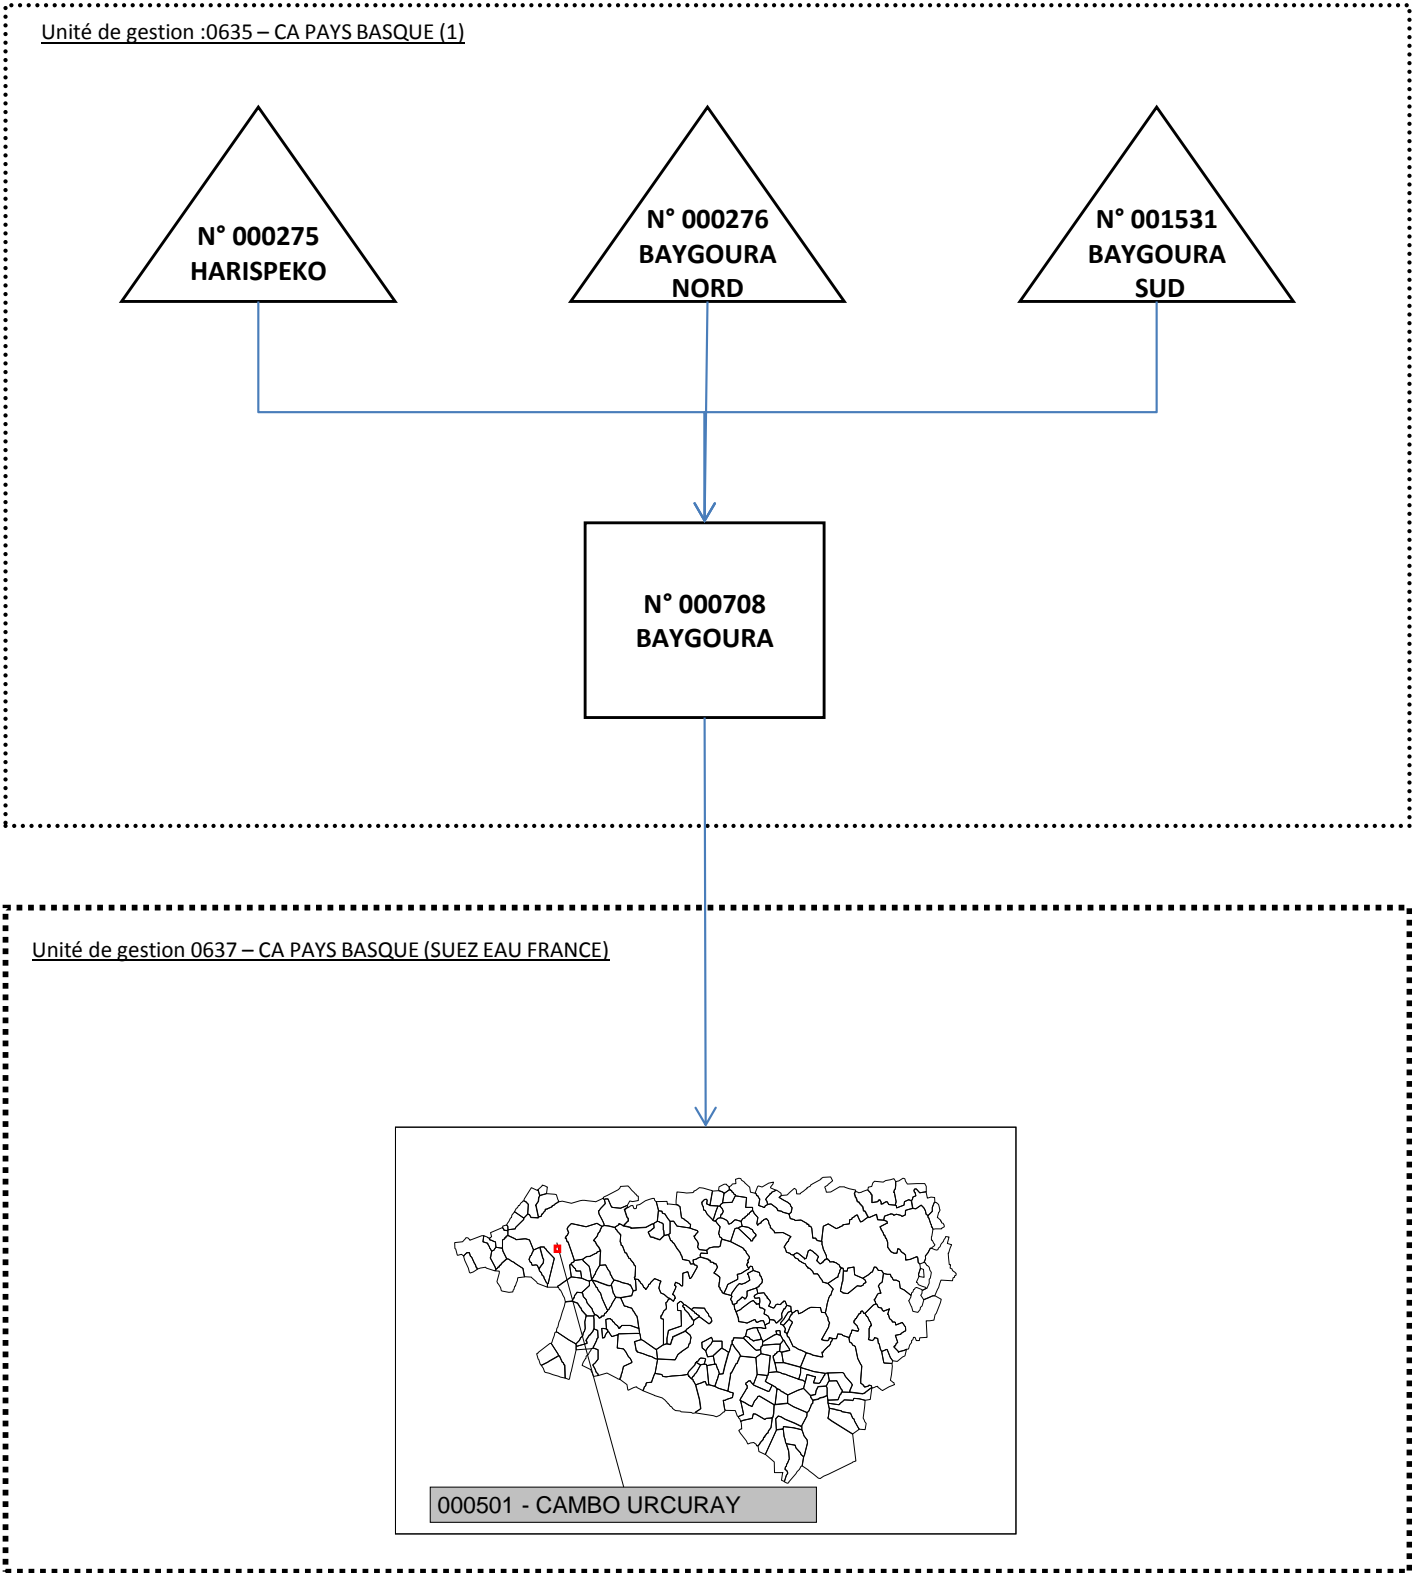 Unité de gestion :0635 – CA PAYS BASQUE (1)
N° 000275
HARISPEKO
N° 000276
BAYGOURA
NORD
N° 001531
BAYGOURA
SUD
N° 000708
BAYGOURA
Unité de gestion 0637 – CA PAYS BASQUE (SUEZ EAU FRANCE)
000501 - CAMBO URCURAY